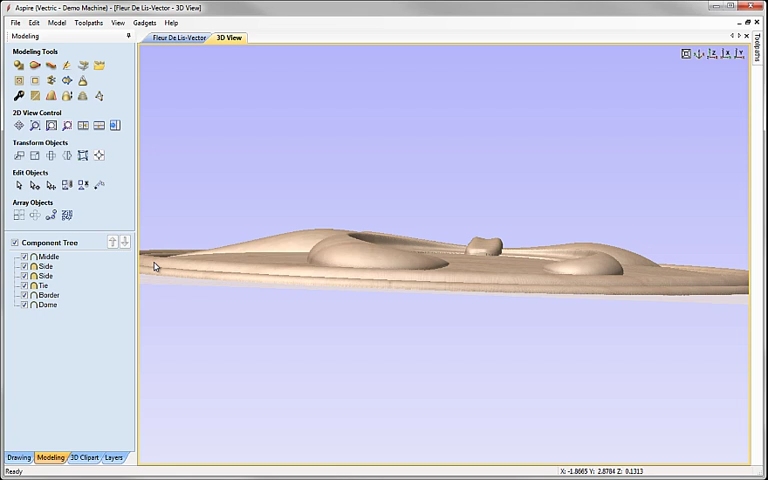 Aspire (Vectric - Demo Machine) - [Fleur De Lis-Vector] - 3D View]
File Edit Model Toolpaths View Gadgets Help
Modeling
Fleur De Lis-Vector 3D View
Toolpaths
Modeling Tools
2D View Control
Transform Objects
Edit Objects
Array Objects
Component Tree
Middle
Side
Side
Tie
Border
Dome
Drawing Modeling 3D Clipart Layers
Ready
X: -1.8665 Y: 2.8784 Z: 0.1313